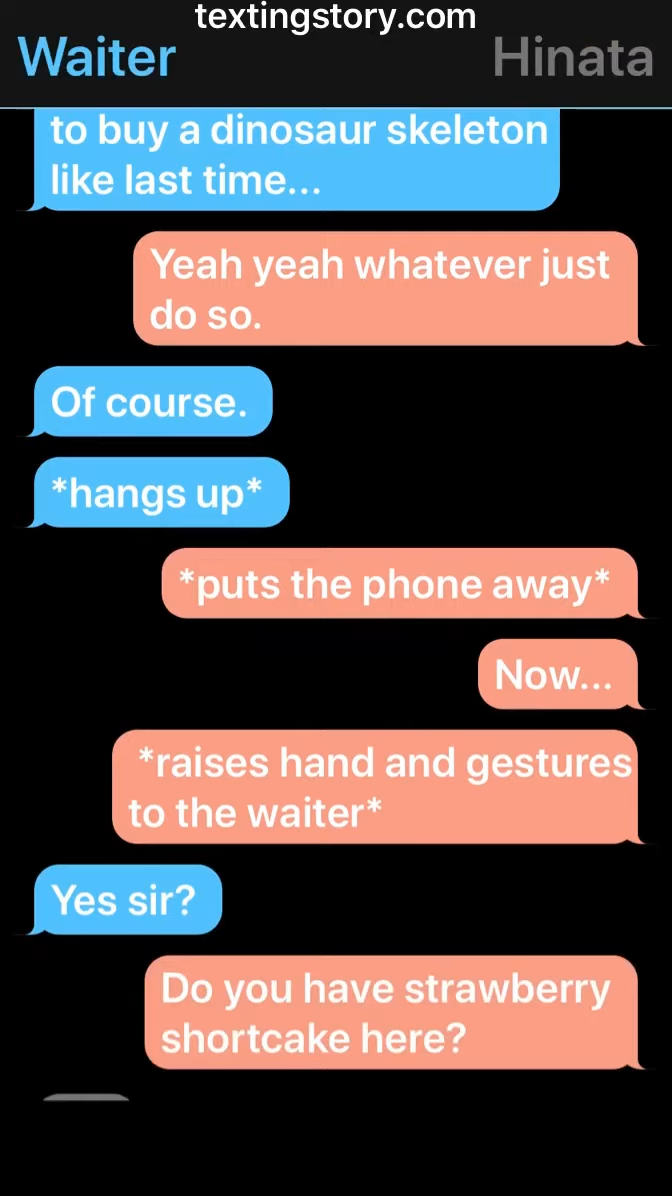 textingstory.com
Waiter
Hinata
to buy a dinosaur skeleton
like last time...
Yeah yeah whatever just
do so.
Of course.
*hangs up*
*puts the phone away*
Now...
*raises hand and gestures
to the waiter*
Yes sir?
Do you have strawberry
shortcake here?